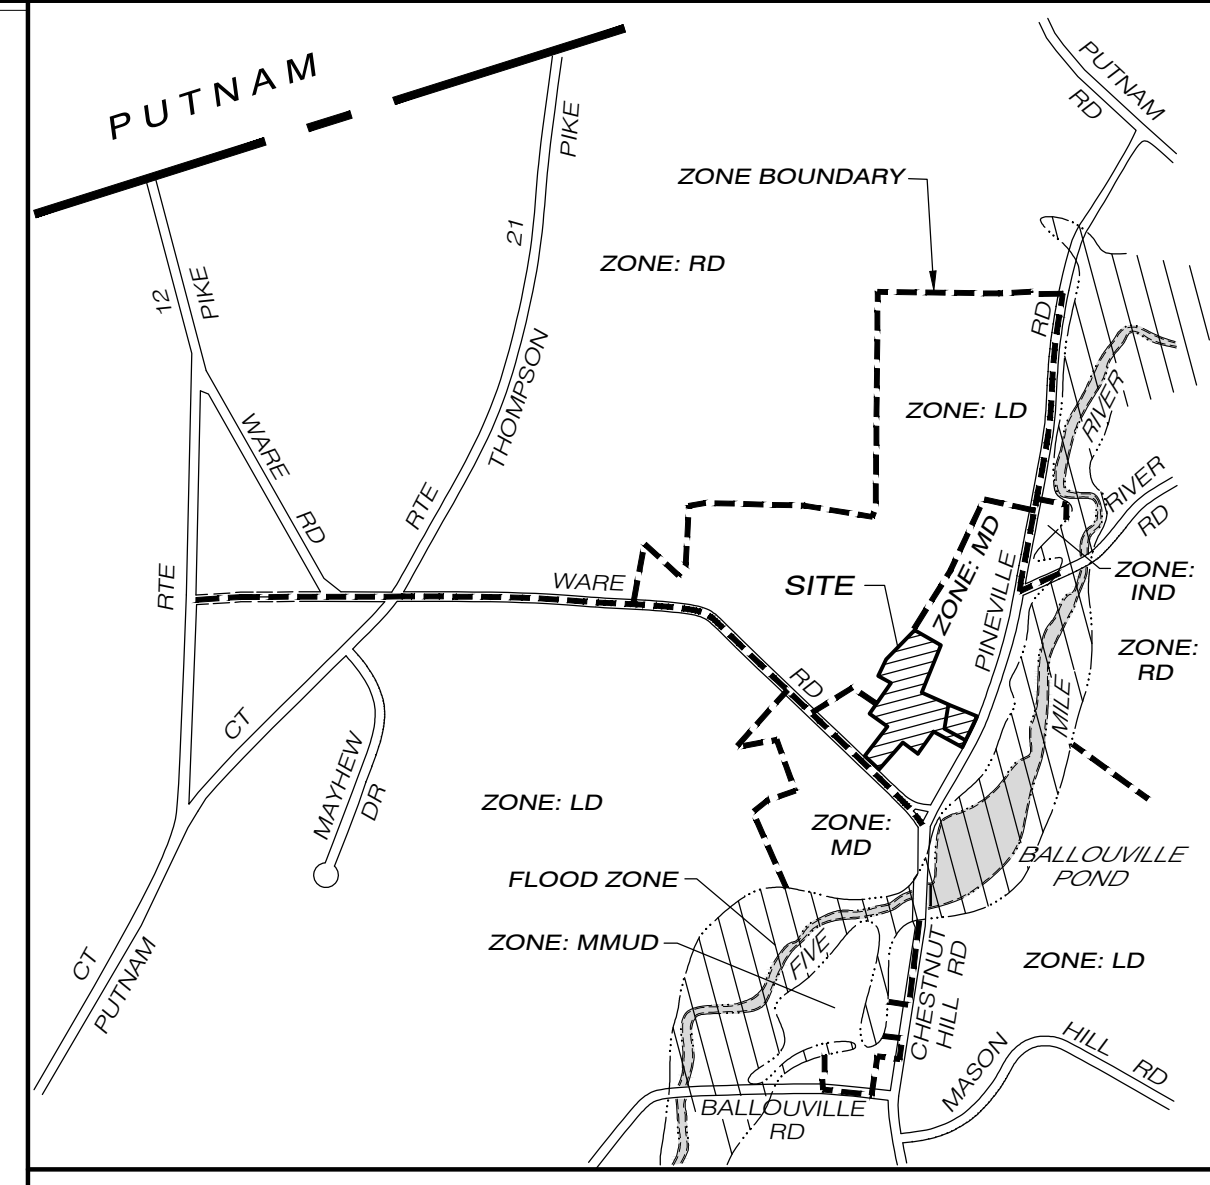 PUTNAM
PUTNAM
RD
PIKE
ZONE BOUNDARY
21
ZONE: RD
12
PIKE
RD
THOMPSON
ZONE: LD
RIVER
WARE
RTE
RD
RIVER
RD
ZONE: MD
RTE
WARE
SITE
PINEVILLE
ZONE:
IND
ZONE:
RD
RD
MILE
CT
MAYHEW
DR
ZONE: LD
ZONE:
MD
BALLOUVILLE
POND
FLOOD ZONE
ZONE: MMUD
FIVE
CHESTNUT
HILL RD
ZONE: LD
CT
PUTNAM
MASON
HILL
RD
BALLOUVILLE
RD